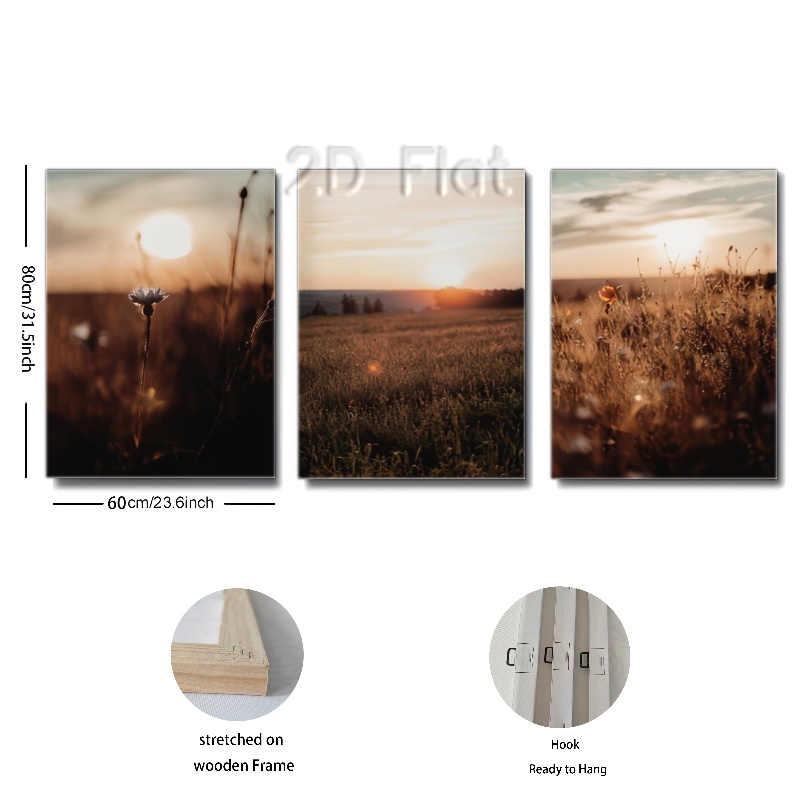 2D Flat
80cm/31.5inch
60cm/23.6inch
stretched on
wooden Frame
Hook
Ready to Hang